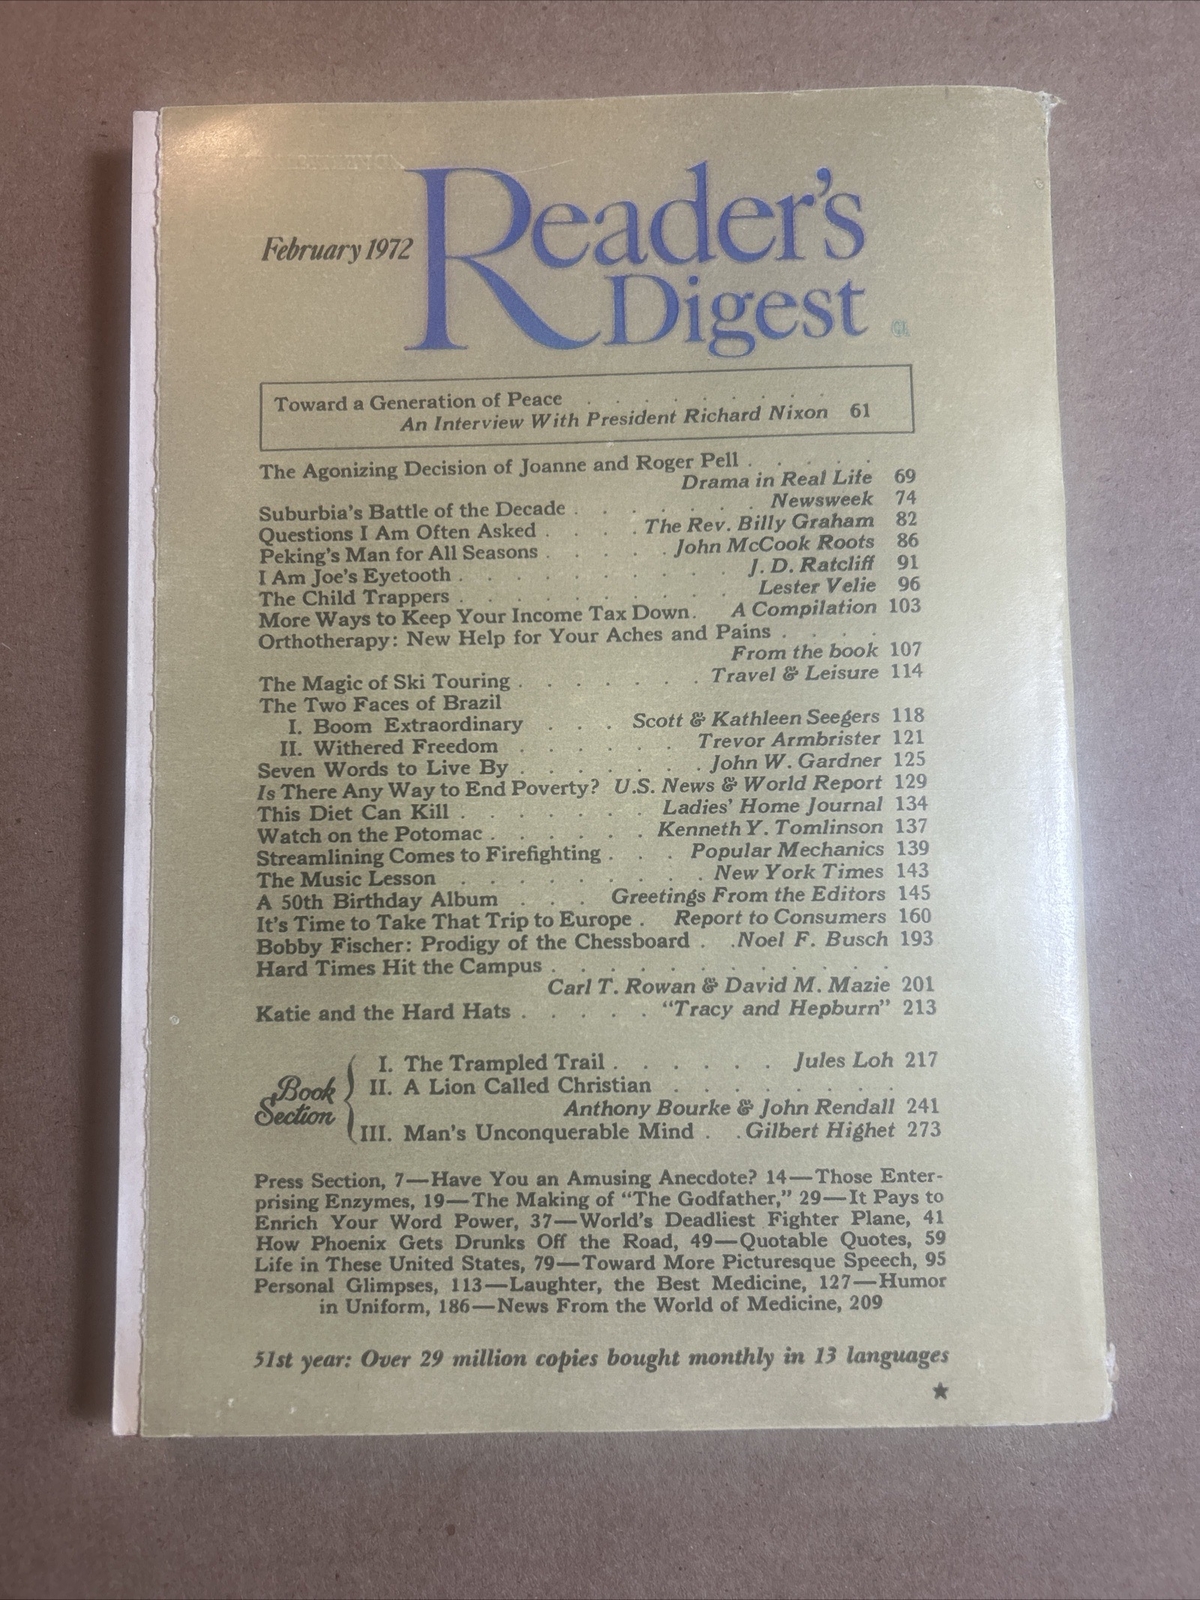 February 1972
Reader's
Digest
Toward a Generation of Peace . . . . . . .
An Interview With President Richard Nixon 61
The Agonizing Decision of Joanne and Roger Pell . . . . .
Drama in Real Life 69
Suburbia's Battle of the Decade . . . . . . Newsweek 74
Questions I Am Often Asked . . . . The Rev. Billy Graham 82
Peking's Man for All Seasons . . . . . John McCook Roots 86
I Am Joe's Eyetooth . . . . . . . . . J. D. Ratcliff 91
The Child Trappers . . . . . . . . . Lester Velie 96
More Ways to Keep Your Income Tax Down. A Compilation 103
Orthotherapy: New Help for Your Aches and Pains . . . .
From the book 107
The Magic of Ski Touring . . . . . . . Travel & Leisure 114
The Two Faces of Brazil
I. Boom Extraordinary . . . Scott & Kathleen Seegers 118
II. Withered Freedom . . . . . . Trevor Armbrister 121
Seven Words to Live By . . . . . . . John W. Gardner 125
Is There Any Way to End Poverty? U.S. News & World Report 129
This Diet Can Kill . . . . . . . Ladies' Home Journal 134
Watch on the Potomac . . . . . . Kenneth Y. Tomlinson 137
Streamlining Comes to Firefighting . . . Popular Mechanics 139
The Music Lesson . . . . . . . . . New York Times 143
A 50th Birthday Album . . . Greetings From the Editors 145
It's Time to Take That Trip to Europe . Report to Consumers 160
Bobby Fischer: Prodigy of the Chessboard . . Noel F. Busch 193
Hard Times Hit the Campus . . . . . . . . . . .
Carl T. Rowan & David M. Mazie 201
Katie and the Hard Hats . . . . . "Tracy and Hepburn" 213
Book
Section
I. The Trampled Trail . . . . . . Jules Loh 217
II. A Lion Called Christian . . . . . . . .
Anthony Bourke & John Rendall 241
III. Man's Unconquerable Mind . . Gilbert Highet 273
Press Section, 7—Have You an Amusing Anecdote? 14—Those Enter-
prising Enzymes, 19—The Making of "The Godfather," 29—It Pays to
Enrich Your Word Power, 37—World's Deadliest Fighter Plane, 41
How Phoenix Gets Drunks Off the Road, 49—Quotable Quotes, 59
Life in These United States, 79—Toward More Picturesque Speech, 95
Personal Glimpses, 113—Laughter, the Best Medicine, 127—Humor
in Uniform, 186—News From the World of Medicine, 209
51st year: Over 29 million copies bought monthly in 13 languages